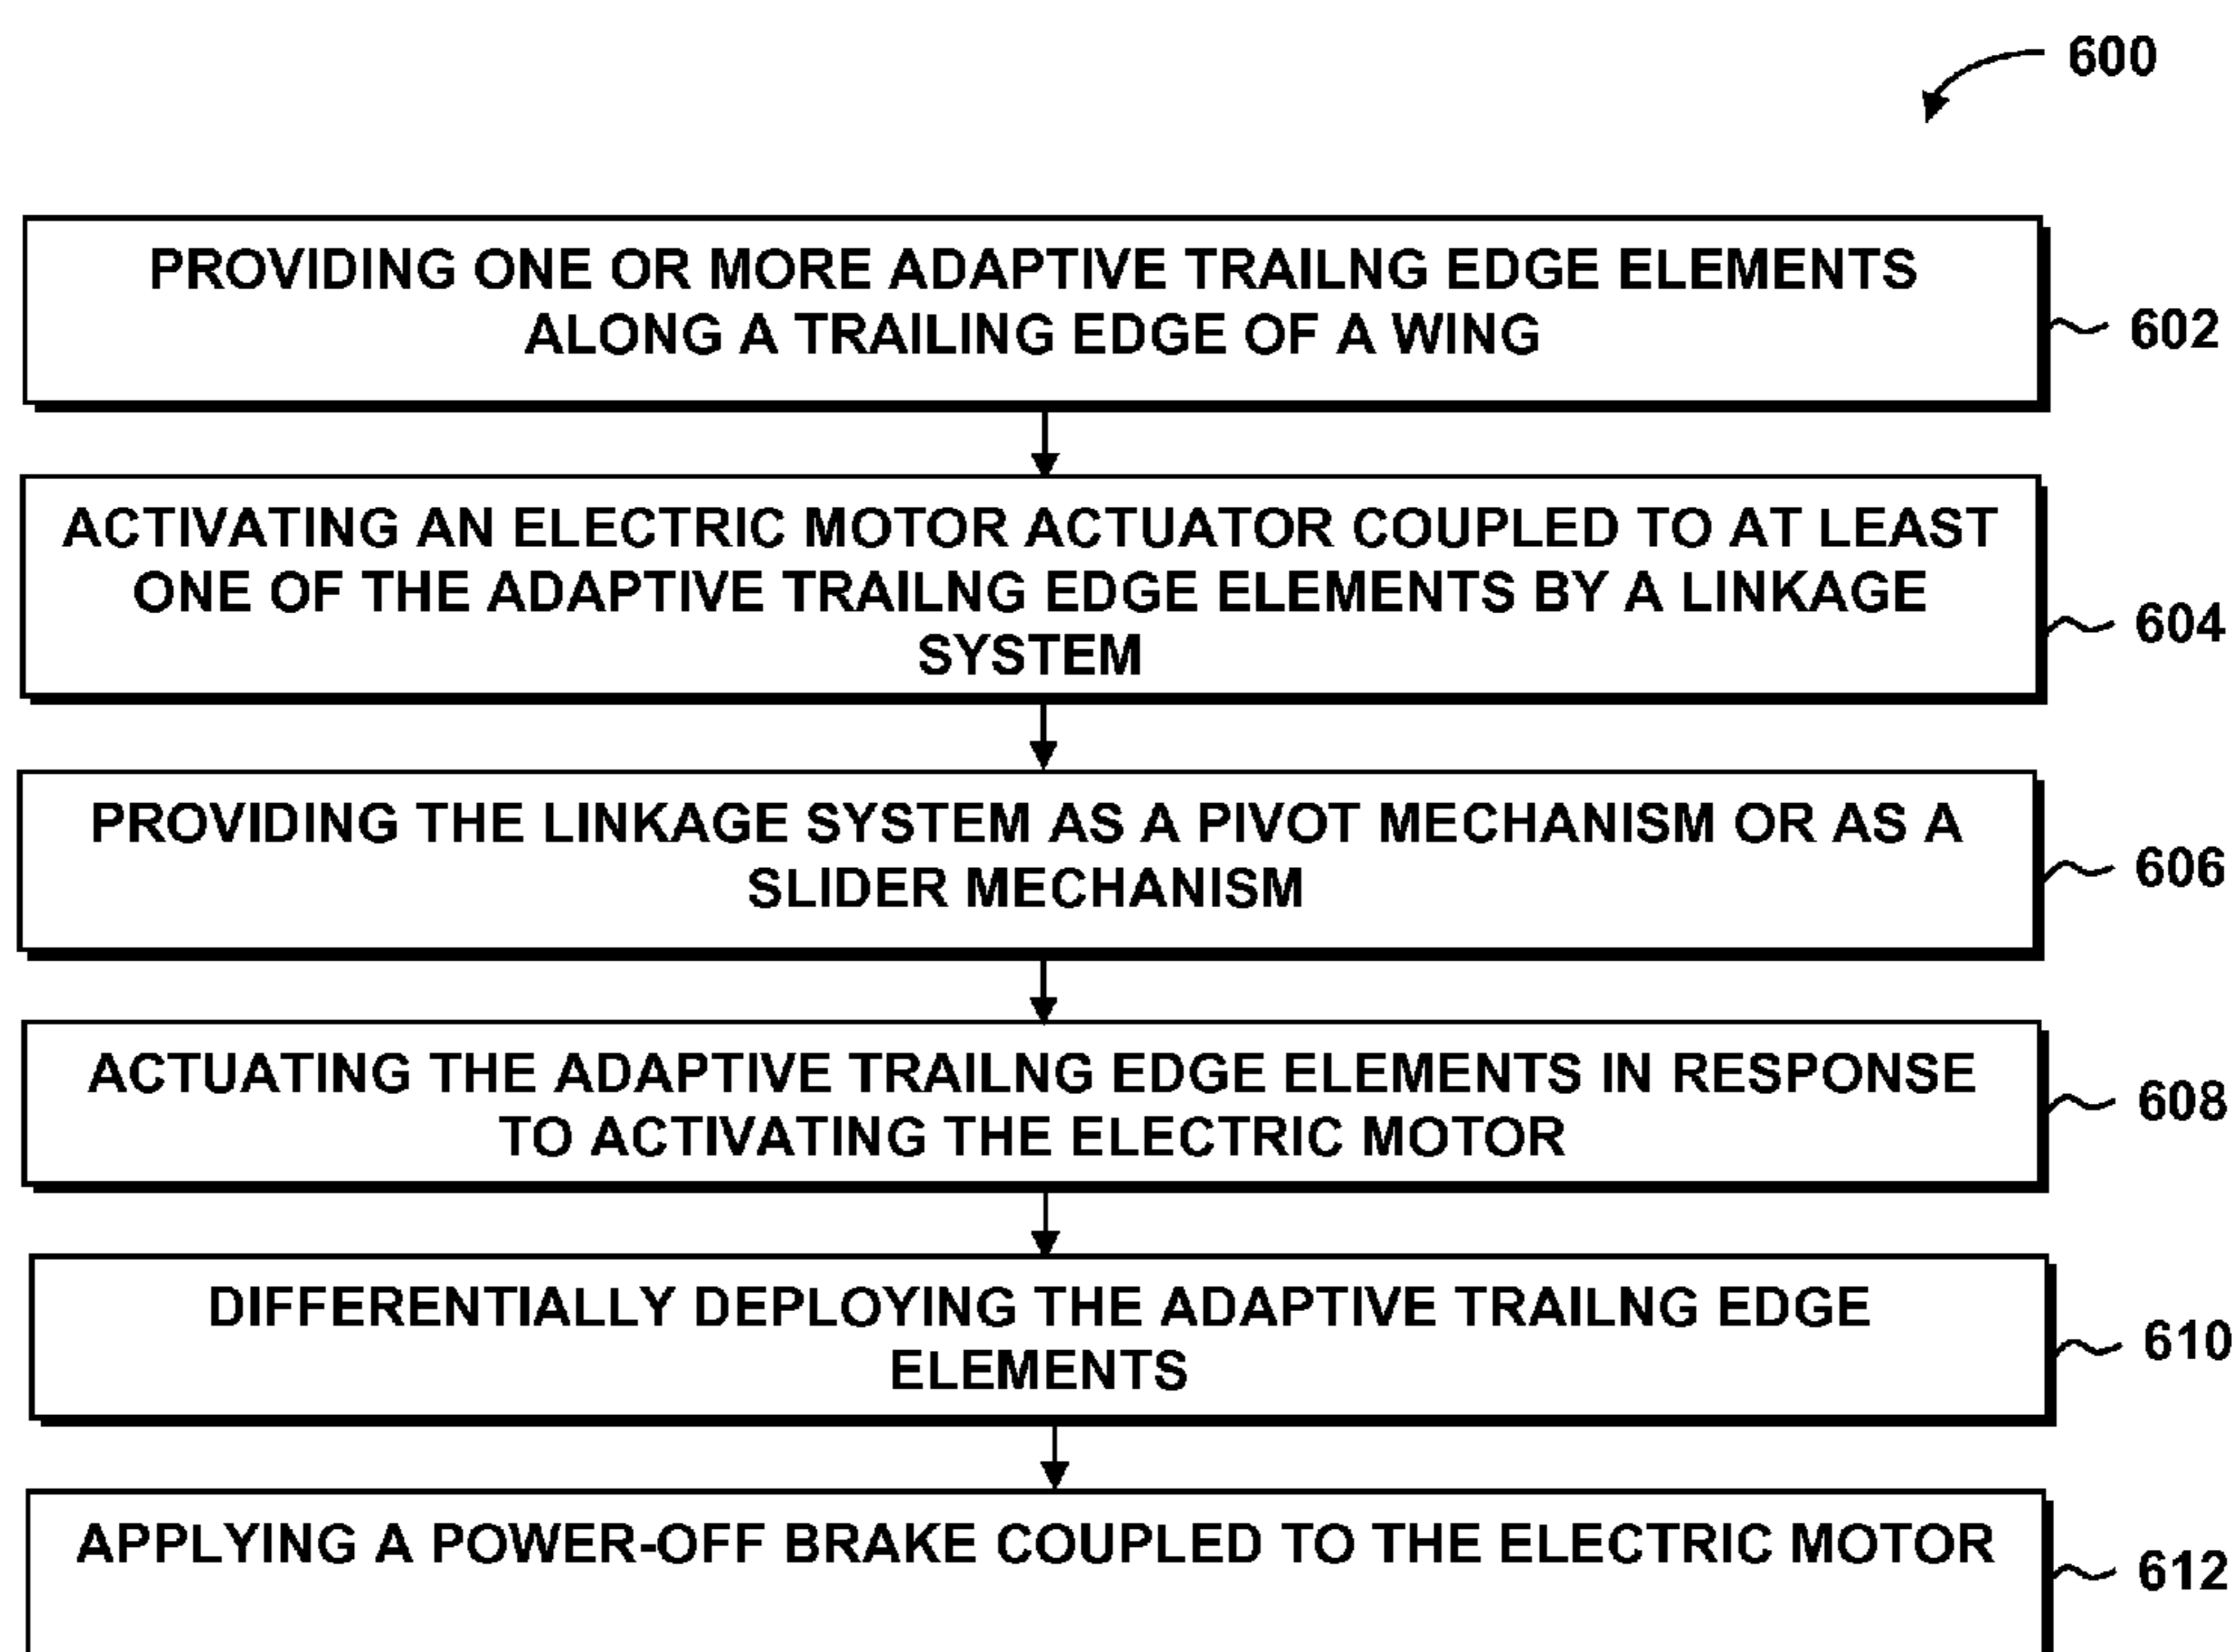 600
PROVIDING ONE OR MORE ADAPTIVE TRAILNG EDGE ELEMENTS
ALONG A TRAILING EDGE OF A WING
602
ACTIVATING AN ELECTRIC MOTOR ACTUATOR COUPLED TO AT LEAST
ONE OF THE ADAPTIVE TRAILNG EDGE ELEMENTS BY A LINKAGE
SYSTEM
604
PROVIDING THE LINKAGE SYSTEM AS A PIVOT MECHANISM OR AS A
SLIDER MECHANISM
606
ACTUATING THE ADAPTIVE TRAILNG EDGE ELEMENTS IN RESPONSE
TO ACTIVATING THE ELECTRIC MOTOR
608
DIFFERENTIALLY DEPLOYING THE ADAPTIVE TRAILNG EDGE
ELEMENTS
610
APPLYING A POWER-OFF BRAKE COUPLED TO THE ELECTRIC MOTOR
612